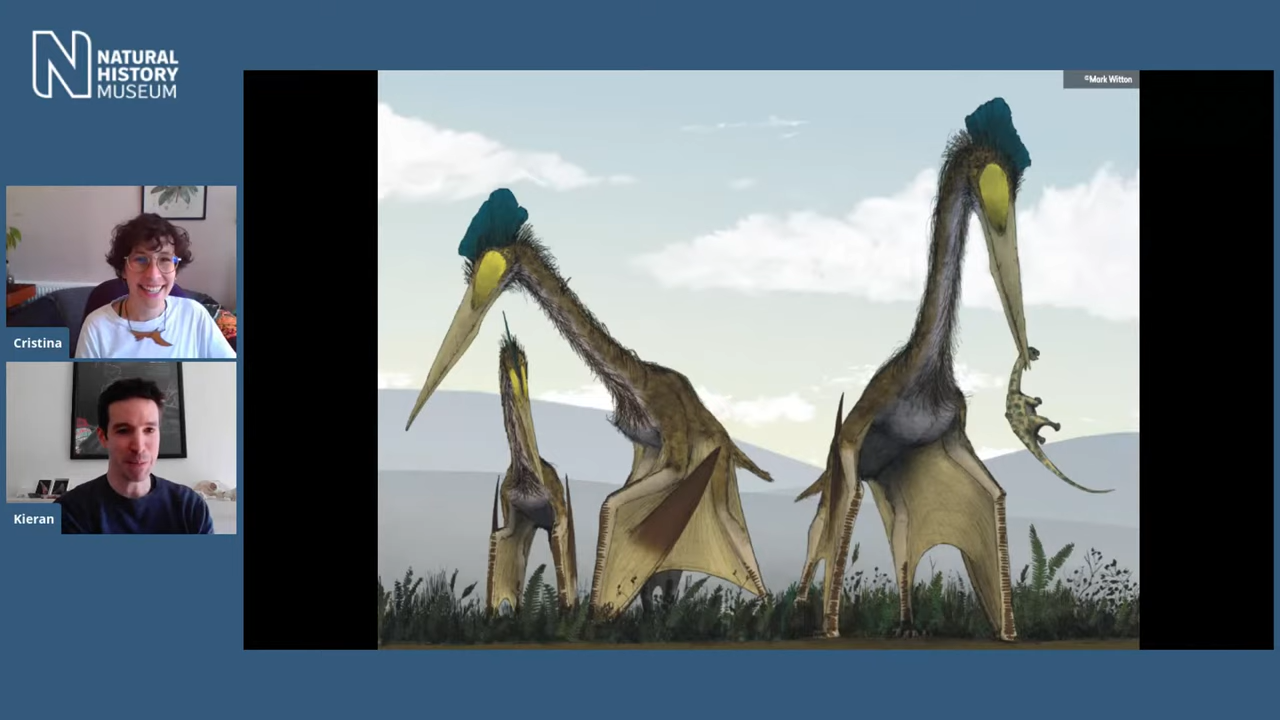 NATURAL
HISTORY
MUSEUM
©Mark Witton
Cristina
Kieran